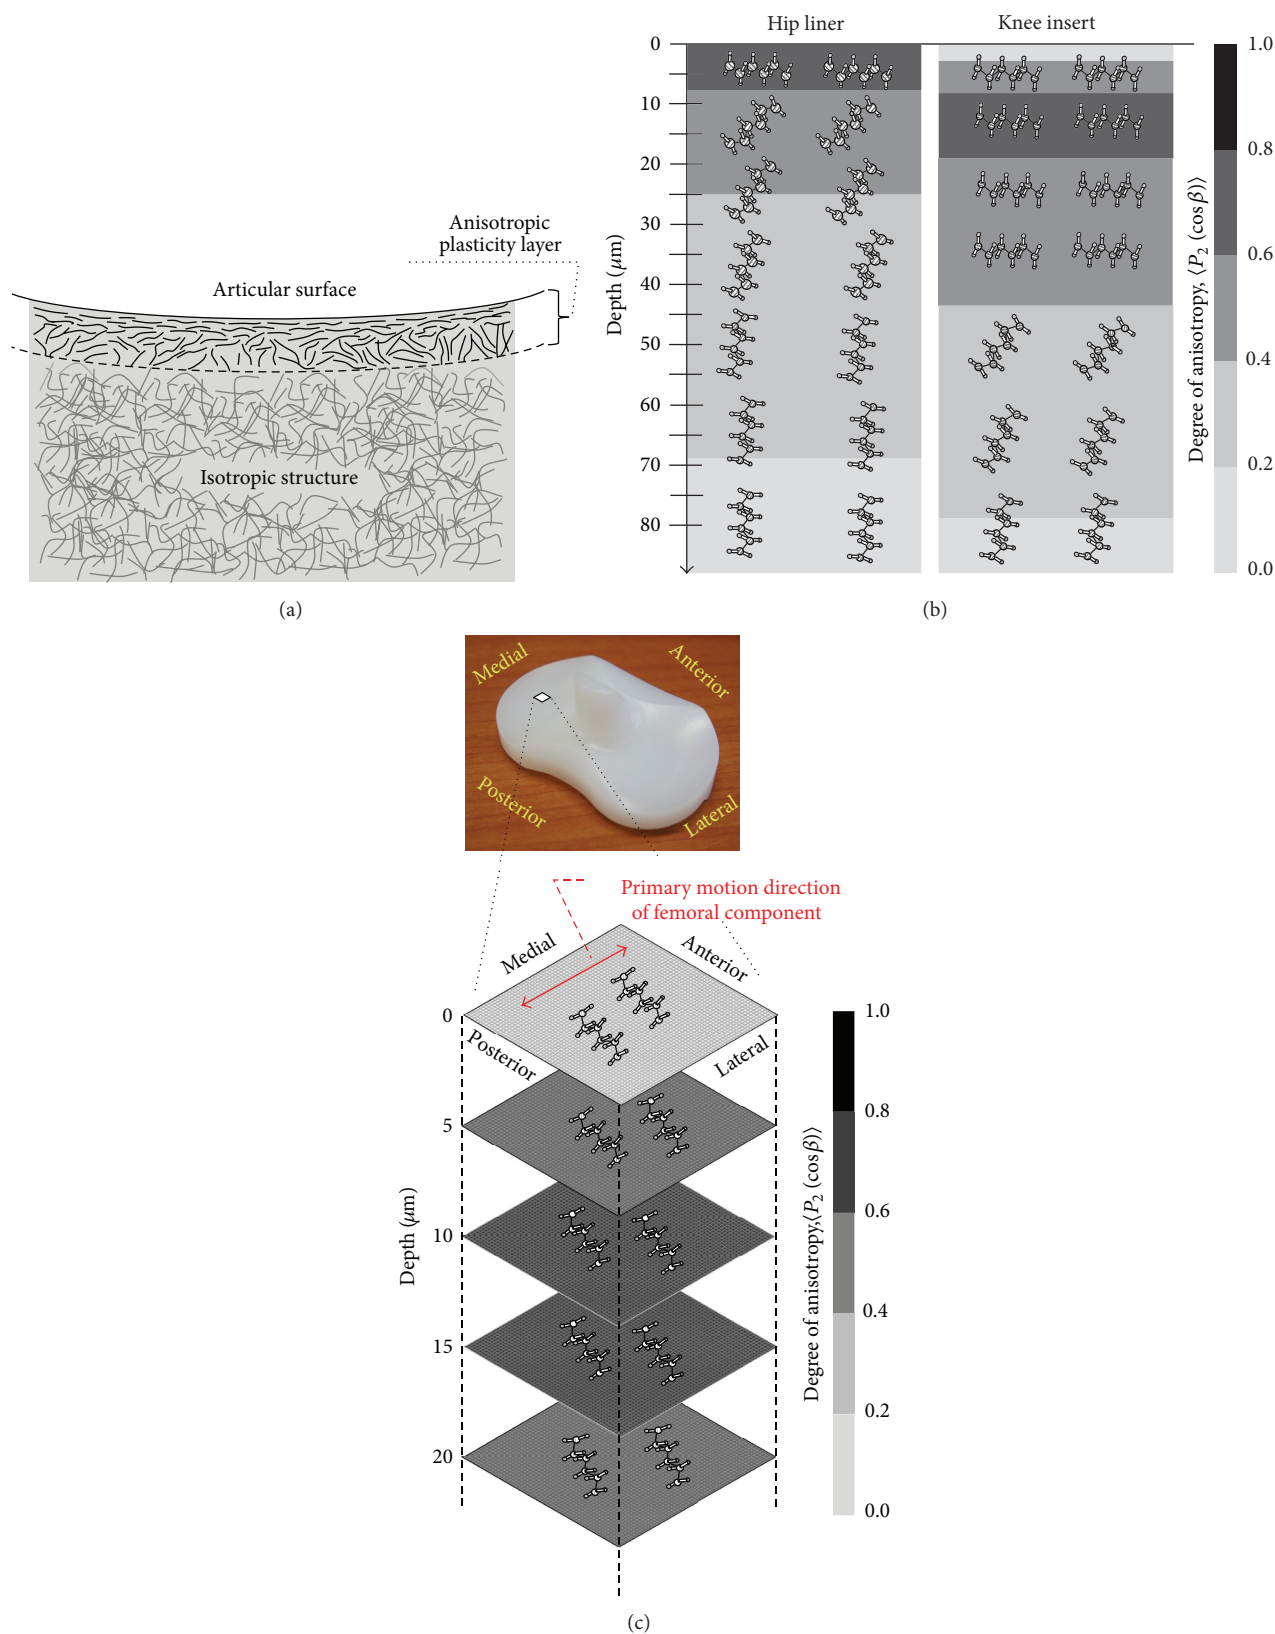 Anisotropic
plasticity layer
Articular surface
Isotropic structure
(a)
Hip liner
Knee insert
0
10
20
30
40
50
60
70
80
Depth (μm)
1.0
0.8
0.6
0.4
0.2
0.0
Degree of anisotropy, ⟨P₂ (cos β)⟩
(b)
Medial
Anterior
Posterior
Lateral
Primary motion direction
of femoral component
Medial
Anterior
Posterior
Lateral
0
5
10
15
20
Depth (μm)
1.0
0.8
0.6
0.4
0.2
0.0
Degree of anisotropy,⟨P₂ (cos β)⟩
(c)